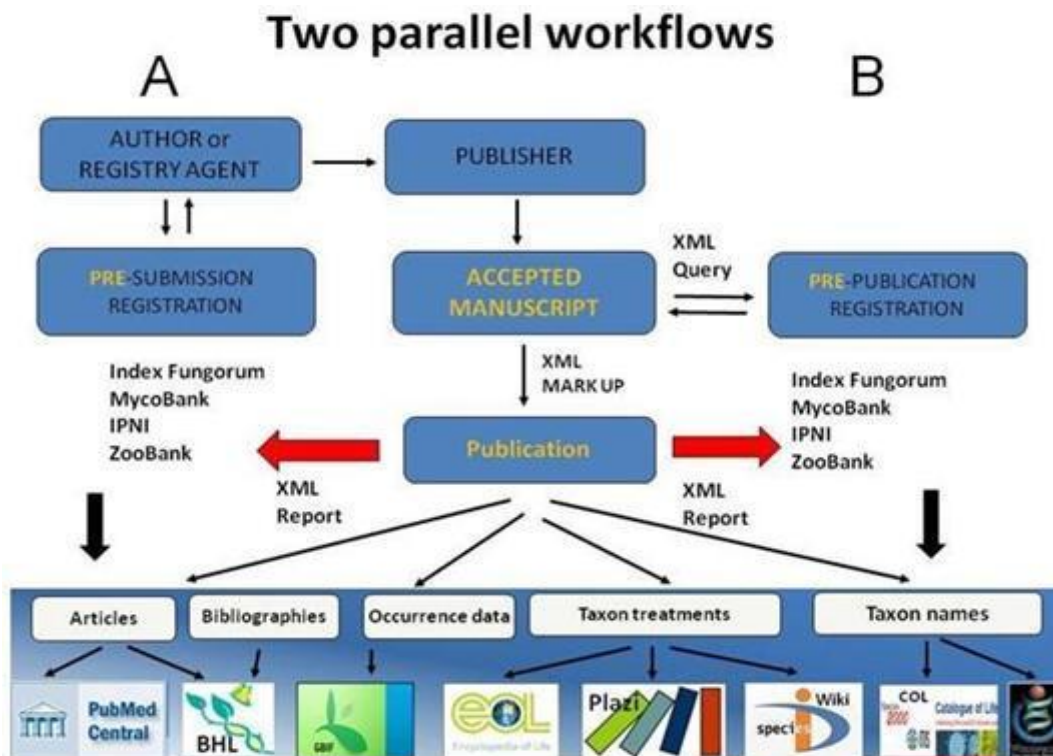 Two parallel workflows
A
B
AUTHOR or
REGISTRY AGENT
PUBLISHER
PRE-SUBMISSION
REGISTRATION
ACCEPTED
MANUSCRIPT
XML
Query
PRE-PUBLICATION
REGISTRATION
XML
MARK UP
Index Fungorum
MycoBank
IPNI
ZooBank
Publication
Index Fungorum
MycoBank
IPNI
ZooBank
XML
Report
XML
Report
Articles
Bibliographies
Occurrence data
Taxon treatments
Taxon names
PubMed
Central
BHL
GBIF
eOL
Encyclopedia of Life
Plazi
Wiki
species
COL
2000
Catalogue of Life